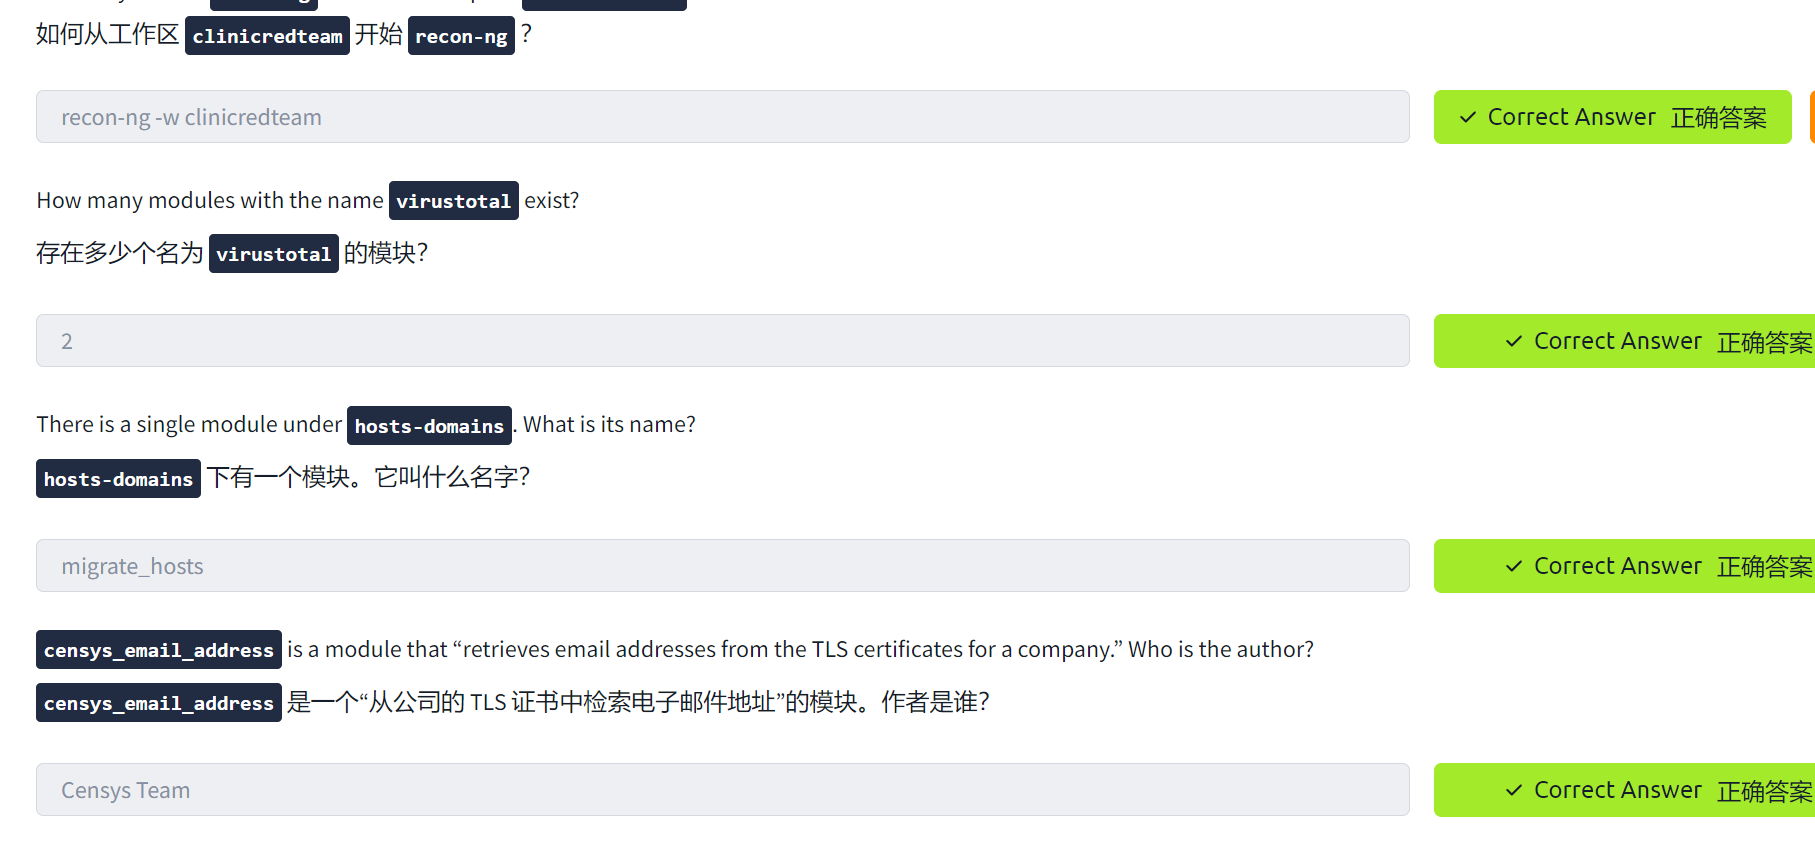 如何从工作区 clinicredteam 开始 recon-ng ？
recon-ng -w clinicredteam
✓ Correct Answer 正确答案
How many modules with the name virustotal exist?
存在多少个名为 virustotal 的模块？
2
✓ Correct Answer 正确答案
There is a single module under hosts-domains. What is its name?
hosts-domains 下有一个模块。它叫什么名字？
migrate_hosts
✓ Correct Answer 正确答案
censys_email_address is a module that “retrieves email addresses from the TLS certificates for a company.” Who is the author?
censys_email_address 是一个“从公司的 TLS 证书中检索电子邮件地址”的模块。作者是谁？
Censys Team
✓ Correct Answer 正确答案